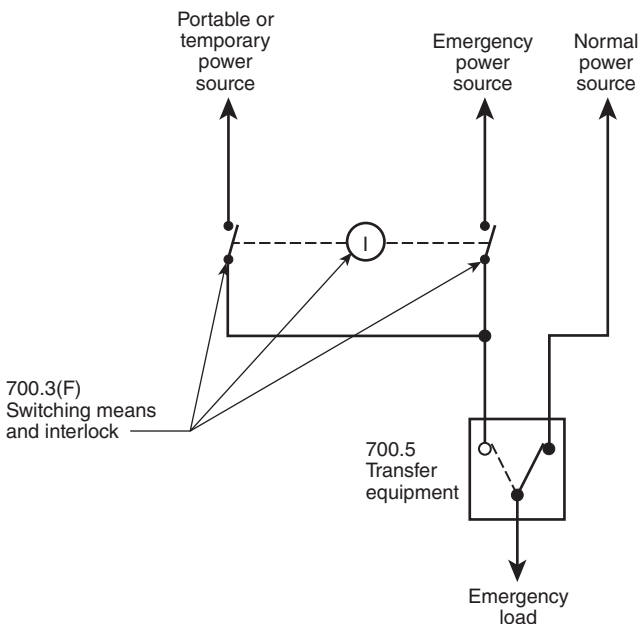 Portable or
temporary
power
source
Emergency
power
source
Normal
power
source
I
700.3(F)
Switching means
and interlock
700.5
Transfer
equipment
Emergency
load